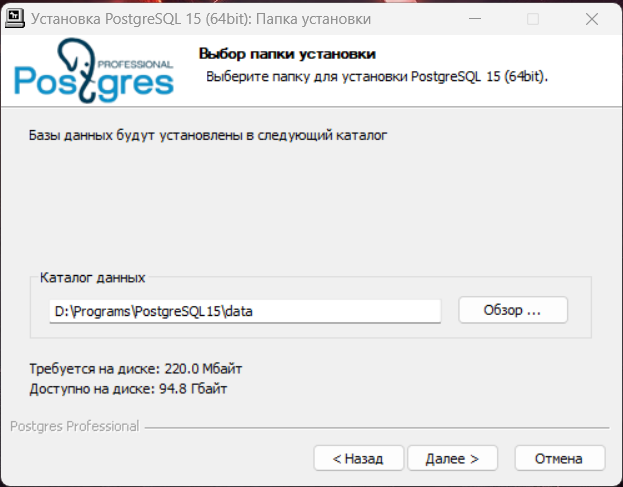 Установка PostgreSQL 15 (64bit): Папка установки
PROFESSIONAL
Postgres
Выбор папки установки
Выберите папку для установки PostgreSQL 15 (64bit).
Базы данных будут установлены в следующий каталог
Каталог данных
D:\Programs\PostgreSQL15\data
Обзор ...
Требуется на диске: 220.0 Мбайт
Доступно на диске: 94.8 Гбайт
Postgres Professional
< Назад
Далее >
Отмена